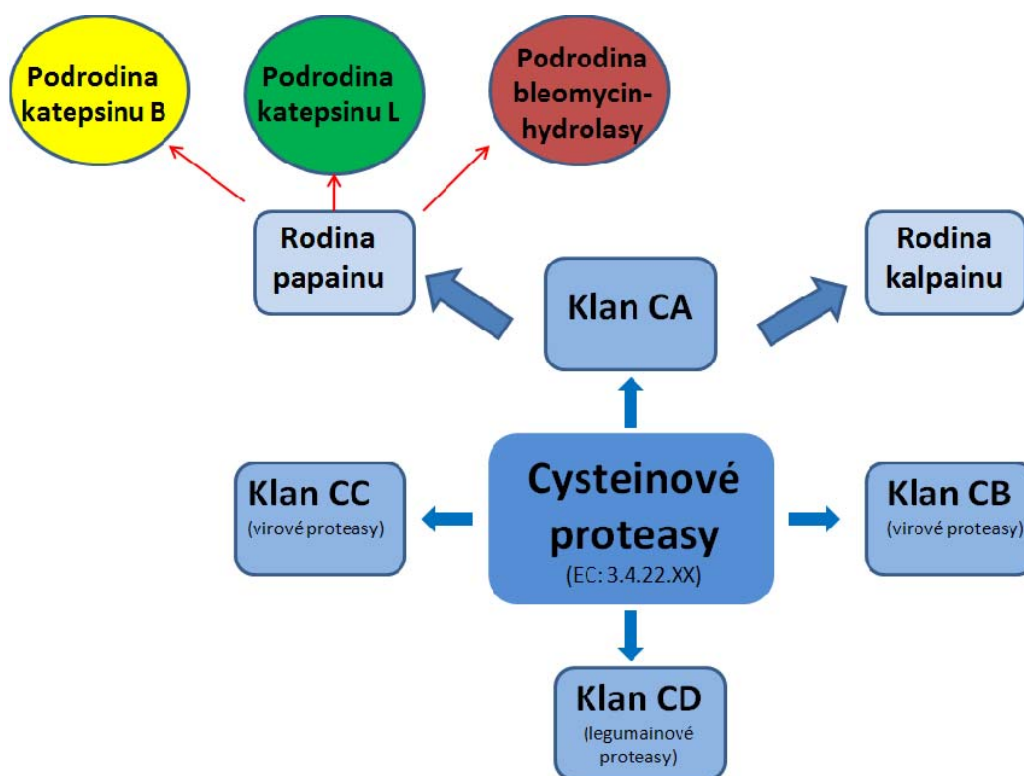 Podrodina
katepsinu B
Podrodina
katepsinu L
Podrodina
bleomycin-
hydrolasy
Rodina
papainu
Klan CA
Rodina
kalpainu
Klan CC
(virové proteasy)
Cysteinové
proteasy
(EC: 3.4.22.XX)
Klan CB
(virové proteasy)
Klan CD
(legumainové
proteasy)